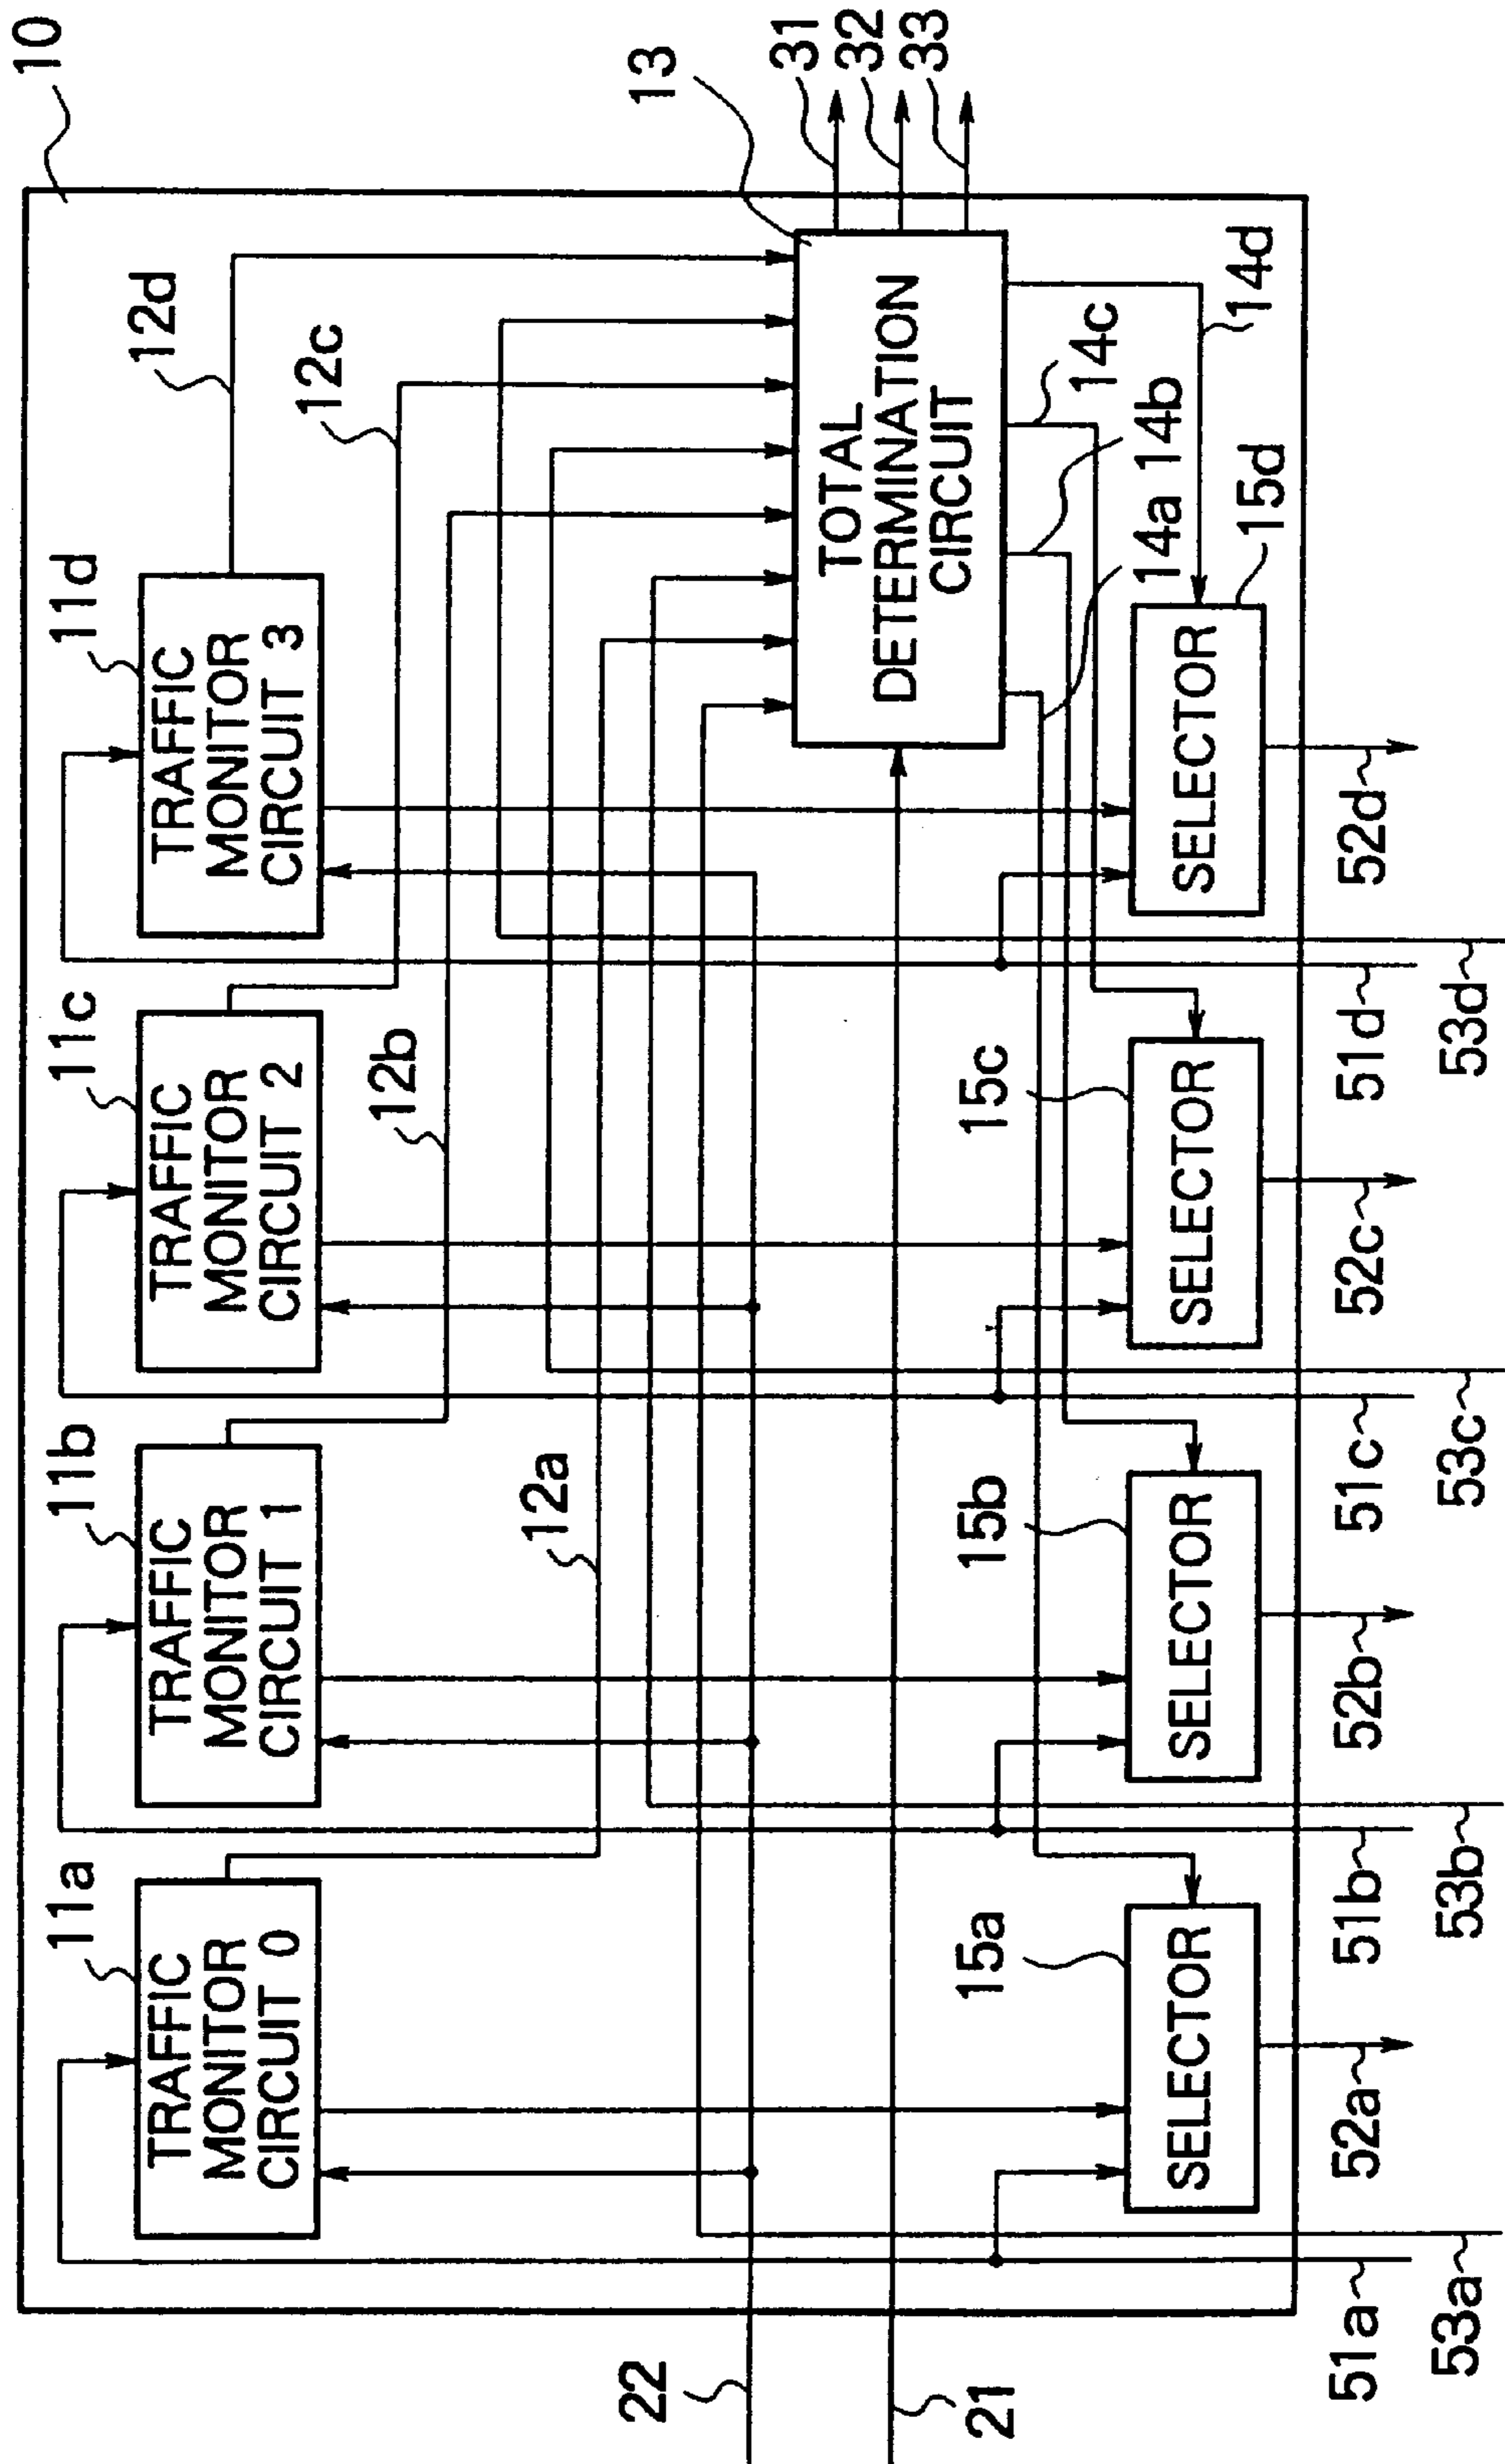 10
11a
TRAFFIC
MONITOR
CIRCUIT 0
11b
TRAFFIC
MONITOR
CIRCUIT 1
11c
TRAFFIC
MONITOR
CIRCUIT 2
11d
TRAFFIC
MONITOR
CIRCUIT 3
12d
12c
12b
12a
13
TOTAL
DETERMINATION
CIRCUIT
31
32
33
22
21
14a
14b
14c
14d
15a
SELECTOR
15b
SELECTOR
15c
SELECTOR
15d
SELECTOR
51a
52a
51b
52b
51c
52c
51d
52d
53a
53b
53c
53d